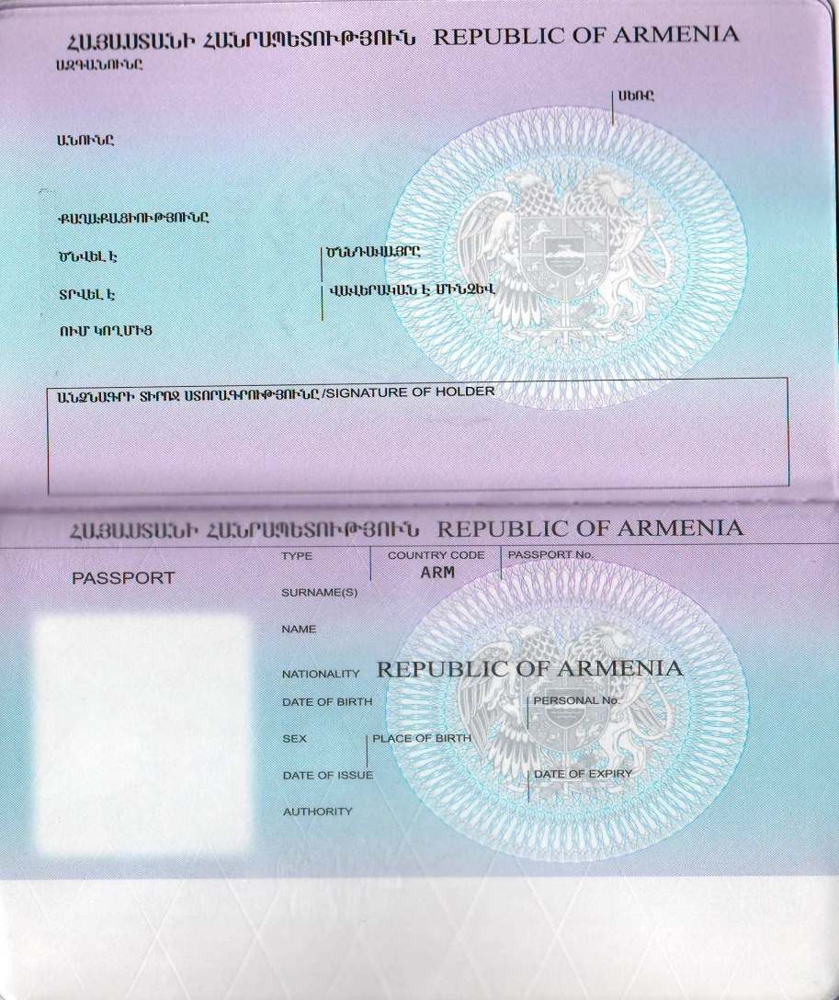 ՀԱՅԱՍՏԱՆԻ ՀԱՆՐԱՊԵՏՈՒԹՅՈՒՆ REPUBLIC OF ARMENIA
ԱԶԳԱՆՈՒՆԸ
ՍԵՌԸ
ԱՆՈՒՆԸ
ՔԱՂԱՔԱՑԻՈՒԹՅՈՒՆԸ
ԾՆՎԵԼ Է ԾՆՆԴԱՎԱՅՐԸ
ՏՐՎԵԼ Է ՎԱՎԵՐԱԿԱՆ Է ՄԻՆՉԵՎ
ՈՒՄ ԿՈՂՄԻՑ
ԱՆՁՆԱԳՐԻ ՏԻՐՈՋ ՍՏՈՐԱԳՐՈՒԹՅՈՒՆԸ/SIGNATURE OF HOLDER
ՀԱՅԱՍՏԱՆԻ ՀԱՆՐԱՊԵՏՈՒԹՅՈՒՆ REPUBLIC OF ARMENIA
PASSPORT
TYPE COUNTRY CODE PASSPORT No.
ARM
SURNAME(S)
NAME
NATIONALITY REPUBLIC OF ARMENIA
DATE OF BIRTH PERSONAL No.
SEX PLACE OF BIRTH
DATE OF ISSUE DATE OF EXPIRY
AUTHORITY